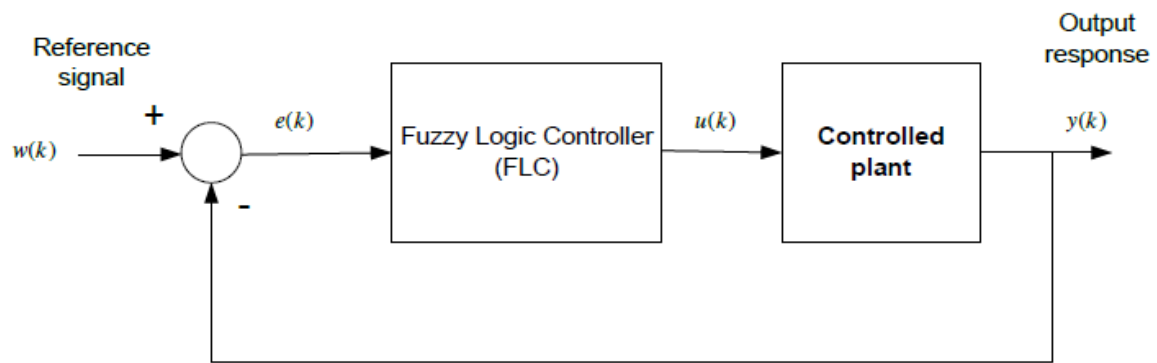 Reference
signal
+
w(k)
-
e(k)
Fuzzy Logic Controller
(FLC)
u(k)
Controlled
plant
Output
response
y(k)